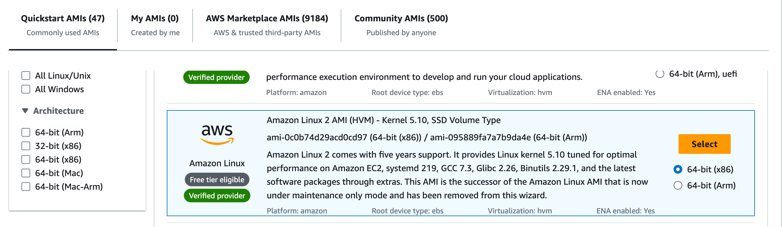 Quickstart AMIs (47)
Commonly used AMIs
My AMIs (0)
Created by me
AWS Marketplace AMIs (9184)
AWS & trusted third-party AMIs
Community AMIs (500)
Published by anyone
All Linux/Unix
All Windows
Architecture
64-bit (Arm)
32-bit (x86)
64-bit (x86)
64-bit (Mac)
64-bit (Mac-Arm)
Verified provider
performance execution environment to develop and run your cloud applications.
Platform: amazon Root device type: ebs Virtualization: hvm ENA enabled: Yes
64-bit (Arm), uefi
aws
Amazon Linux
Free tier eligible
Verified provider
Amazon Linux 2 AMI (HVM) - Kernel 5.10, SSD Volume Type
ami-0c0b74d29acd0cd97 (64-bit (x86)) / ami-095889fa7a7b9da4e (64-bit (Arm))
Amazon Linux 2 comes with five years support. It provides Linux kernel 5.10 tuned for optimal
performance on Amazon EC2, systemd 219, GCC 7.3, Glibc 2.26, Binutils 2.29.1, and the latest
software packages through extras. This AMI is the successor of the Amazon Linux AMI that is now
under maintenance only mode and has been removed from this wizard.
Platform: amazon Root device type: ebs Virtualization: hvm ENA enabled: Yes
Select
64-bit (x86)
64-bit (Arm)